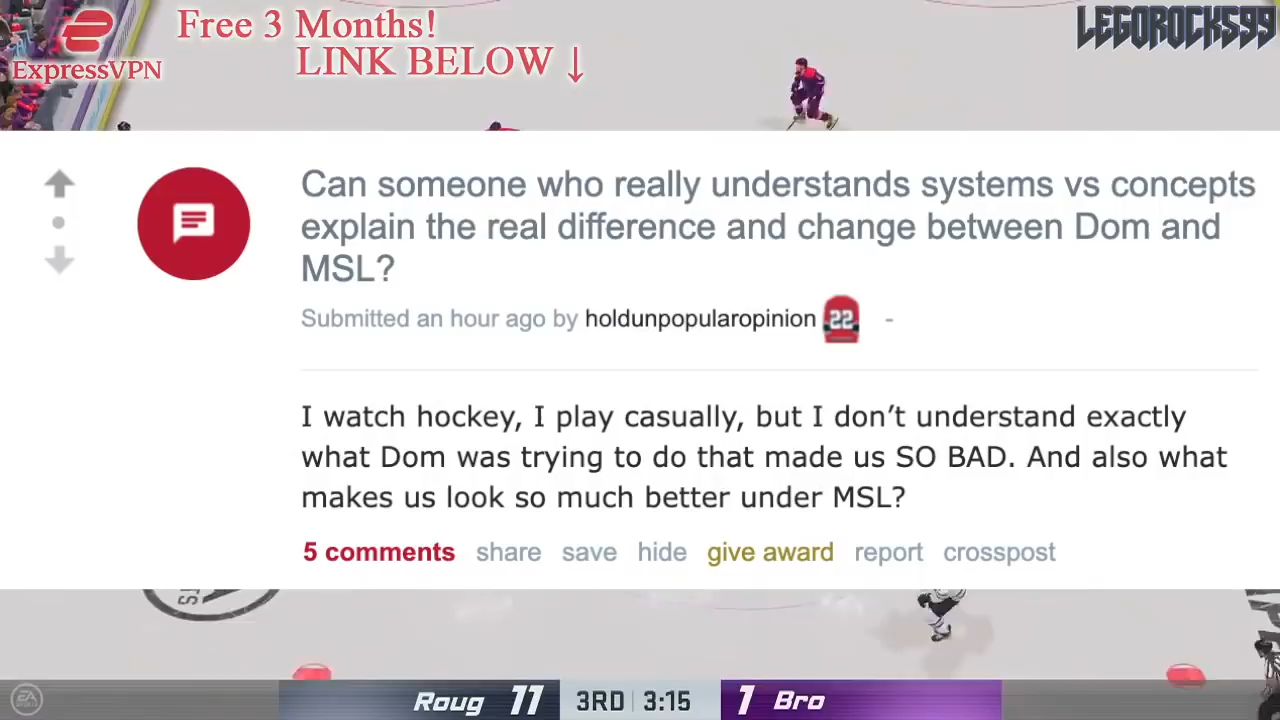 Free 3 Months!
LINK BELOW ↓
ExpressVPN
LEGOROCKS99
Can someone who really understands systems vs concepts
explain the real difference and change between Dom and
MSL?
Submitted an hour ago by holdunpopularopinion 22 -
I watch hockey, I play casually, but I don't understand exactly
what Dom was trying to do that made us SO BAD. And also what
makes us look so much better under MSL?
5 comments share save hide give award report crosspost
Roug 11 3RD 3:15 1 Bro